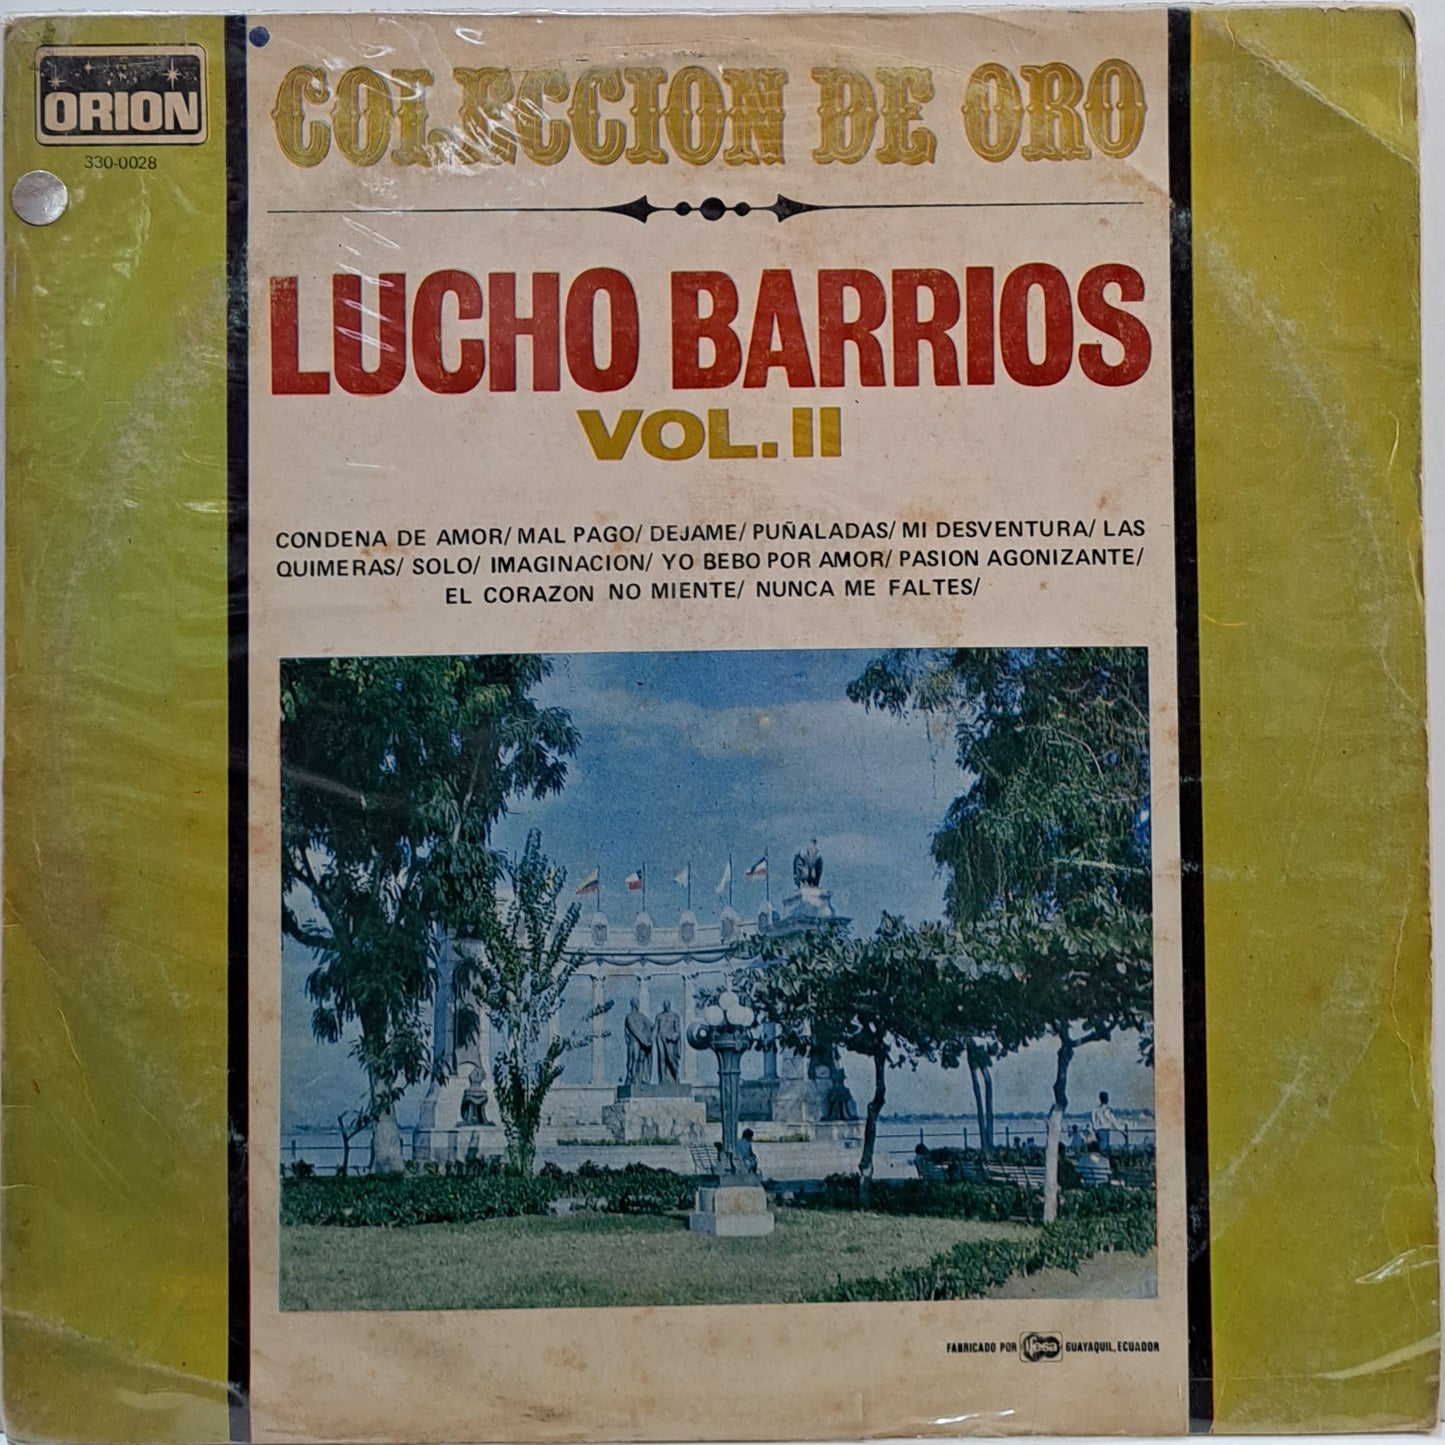 ORION
330-0028
COLECCION DE ORO
LUCHO BARRIOS
VOL. II
CONDENA DE AMOR/ MAL PAGO/ DEJAME/ PUÑALADAS/ MI DESVENTURA/ LAS
QUIMERAS/ SOLO/ IMAGINACION/ YO BEBO POR AMOR/ PASION AGONIZANTE/
EL CORAZON NO MIENTE/ NUNCA ME FALTES/
FABRICADO POR ifesa GUAYAQUIL, ECUADOR